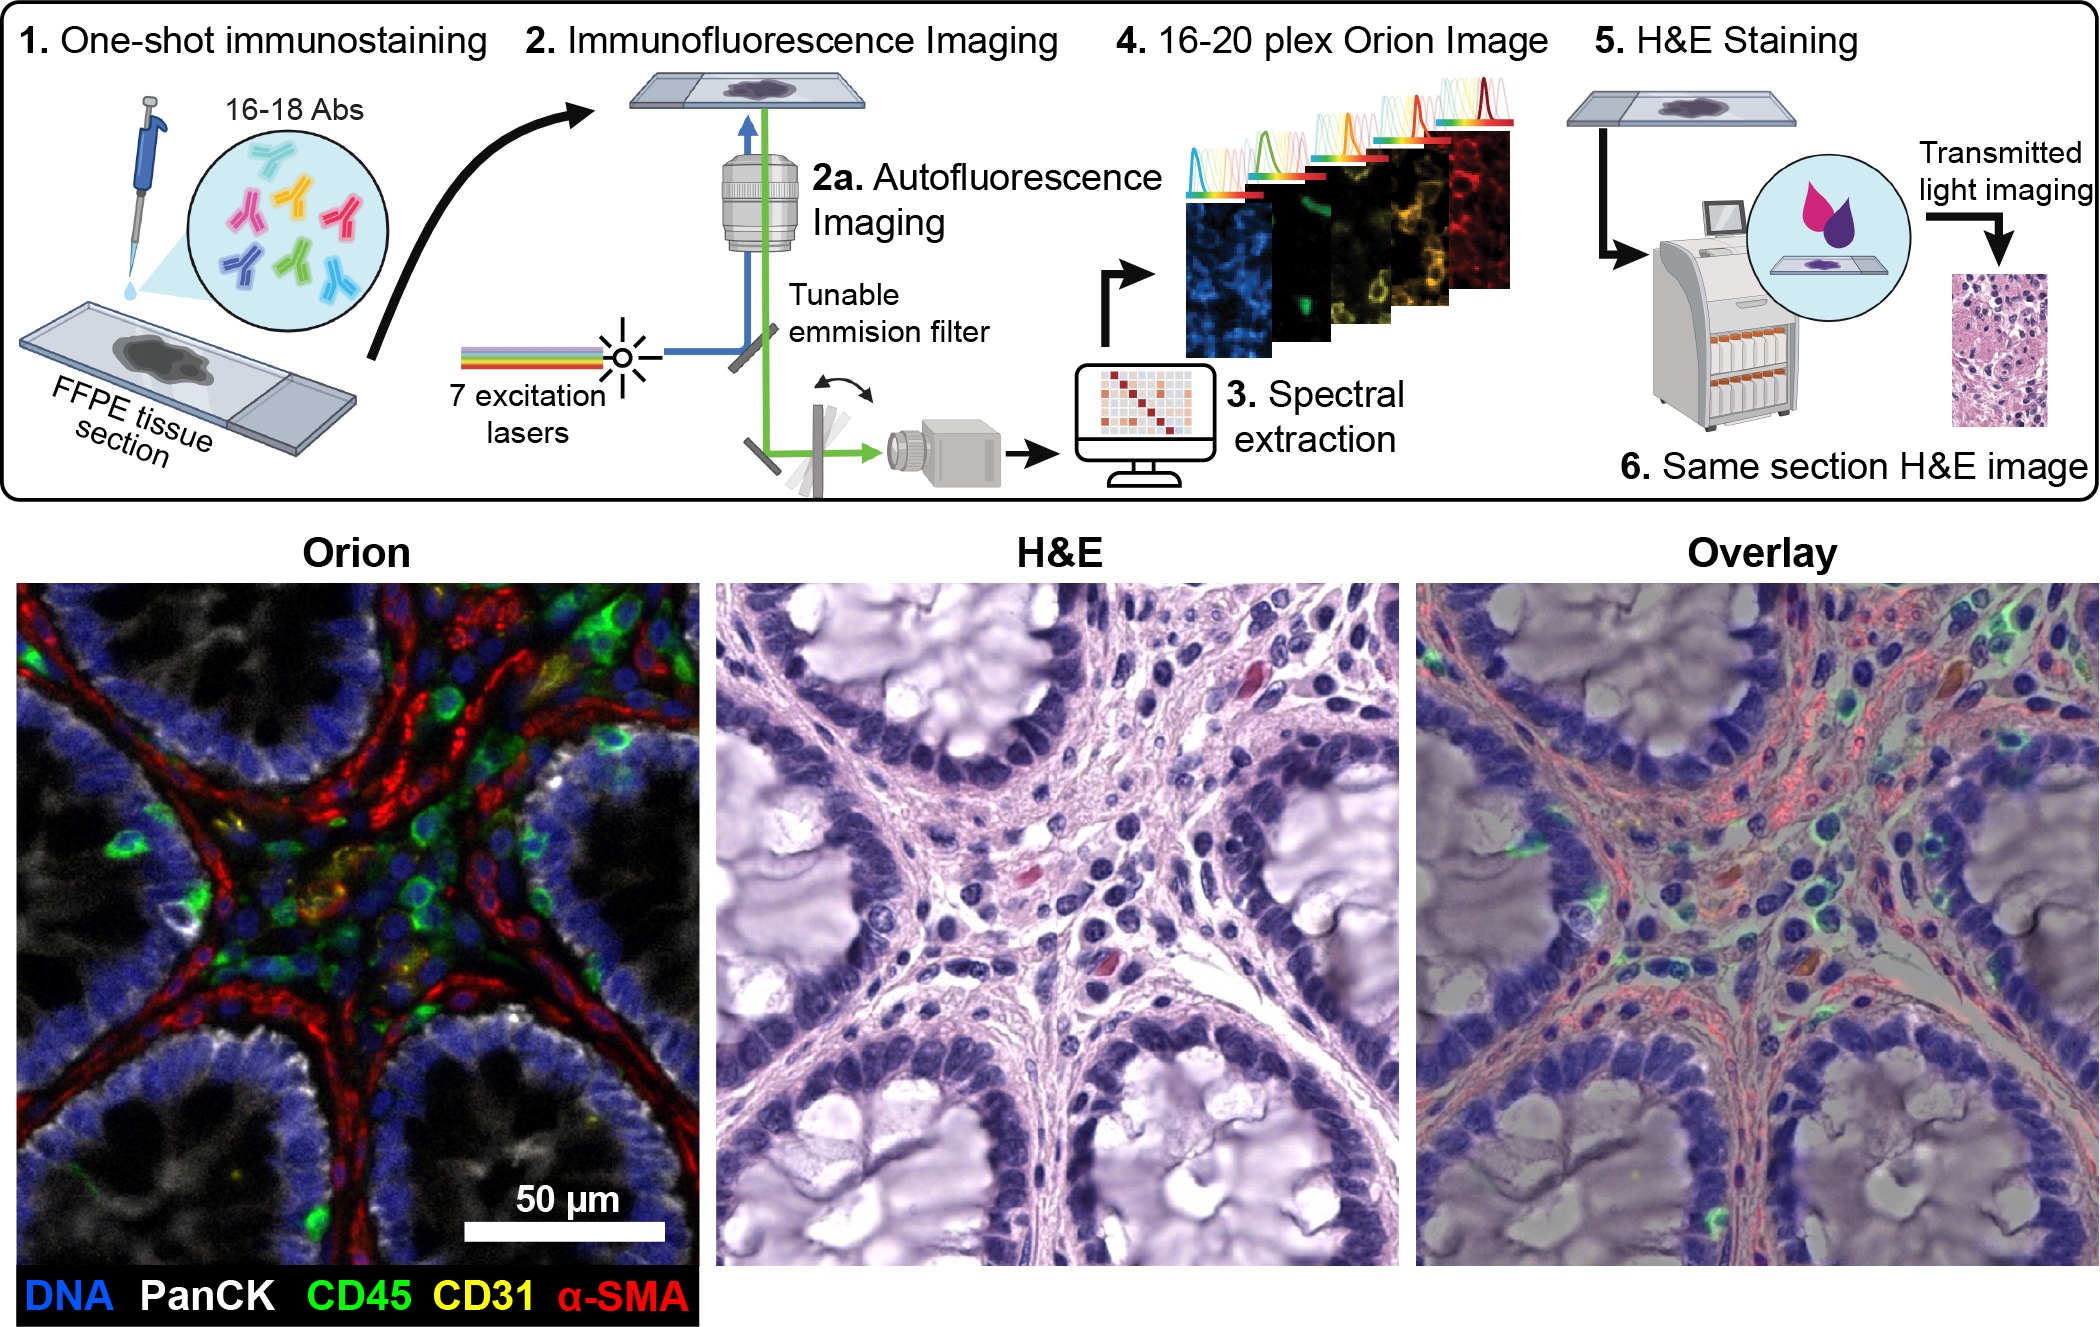 1. One-shot immunostaining
16-18 Abs
FFPE tissue
section
2. Immunofluorescence Imaging
2a. Autofluorescence
Imaging
Tunable
emmision filter
7 excitation
lasers
3. Spectral
extraction
4. 16-20 plex Orion Image
5. H&E Staining
Transmitted
light imaging
6. Same section H&E image
Orion
H&E
Overlay
50 µm
DNA PanCK CD45 CD31 α-SMA